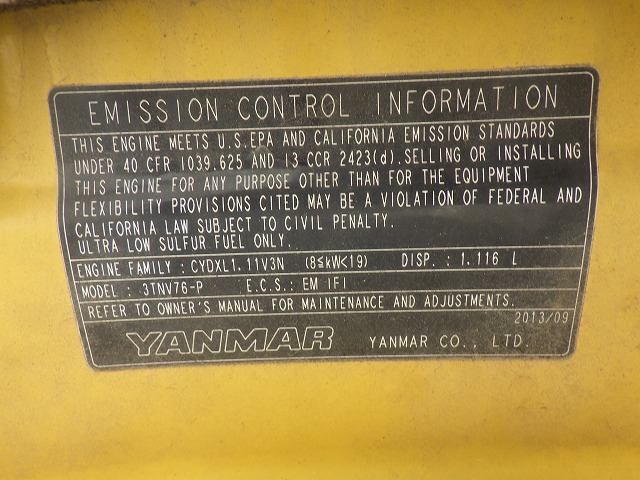 EMISSION CONTROL INFORMATION
THIS ENGINE MEETS U.S.EPA AND CALIFORNIA EMISSION STANDARDS
UNDER 40 CFR 1039.625 AND 13 CCR 2423(d).SELLING OR INSTALLING
THIS ENGINE FOR ANY PURPOSE OTHER THAN FOR THE EQUIPMENT
FLEXIBILITY PROVISIONS CITED MAY BE A VIOLATION OF FEDERAL AND
CALIFORNIA LAW SUBJECT TO CIVIL PENALTY.
ULTRA LOW SULFUR FUEL ONLY.
ENGINE FAMILY : CYDXL1.11V3N (8≦kW<19) DISP. : 1.116 L
MODEL : 3TNV76-P E.C.S.: EM IFI
REFER TO OWNER'S MANUAL FOR MAINTENANCE AND ADJUSTMENTS.
2013/09
YANMAR YANMAR CO., LTD.